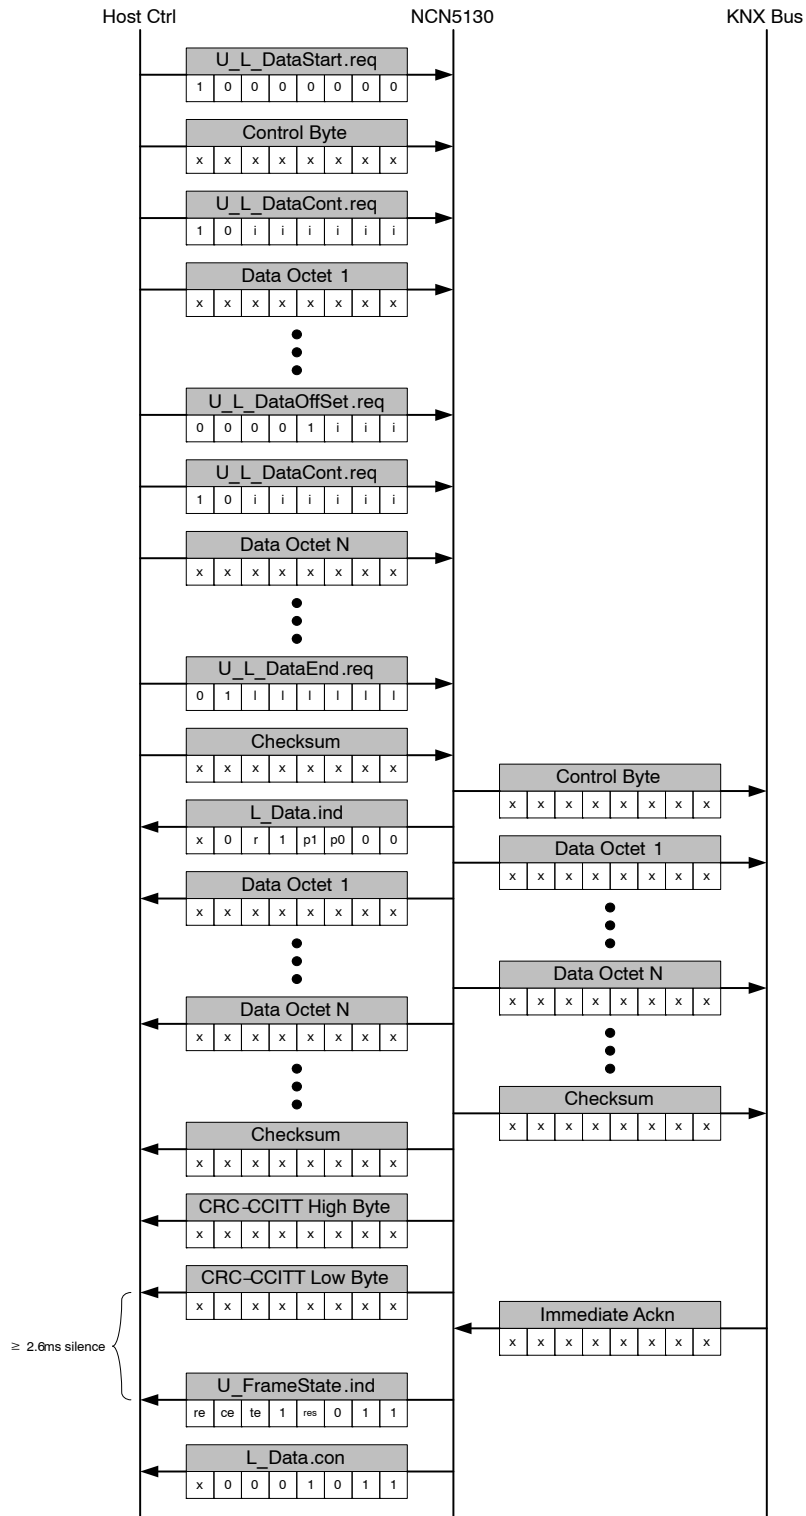 Host Ctrl NCN5130 KNX Bus
U_L_DataStart.req
1 0 0 0 0 0 0 0
Control Byte
x x x x x x x x
U_L_DataCont.req
1 0 i i i i i i
Data Octet 1
x x x x x x x x
U_L_DataOffSet.req
0 0 0 0 1 i i i
U_L_DataCont.req
1 0 i i i i i i
Data Octet N
x x x x x x x x
U_L_DataEnd.req
0 1 l l l l l l
Checksum
x x x x x x x x
Control Byte
x x x x x x x x
L_Data.ind
x 0 r 1 p1 p0 0 0
Data Octet 1
x x x x x x x x
Data Octet 1
x x x x x x x x
Data Octet N
x x x x x x x x
Data Octet N
x x x x x x x x
Checksum
x x x x x x x x
Checksum
x x x x x x x x
CRC-CCITT High Byte
x x x x x x x x
CRC-CCITT Low Byte
x x x x x x x x
Immediate Ackn
x x x x x x x x
≥ 2.6ms silence
U_FrameState.ind
re ce te 1 res 0 1 1
L_Data.con
x 0 0 0 1 0 1 1